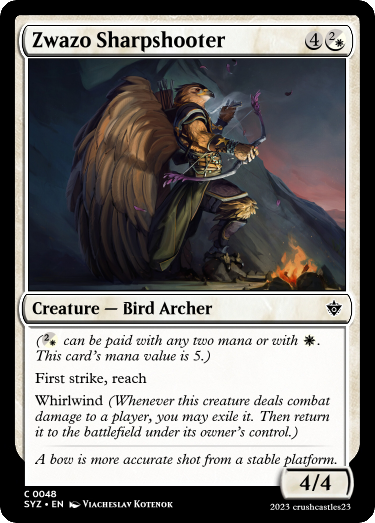 Zwazo Sharpshooter 4 2
Creature — Bird Archer
(2 can be paid with any two mana or with .
This card's mana value is 5.)
First strike, reach
Whirlwind (Whenever this creature deals combat
damage to a player, you may exile it. Then return
it to the battlefield under its owner's control.)
A bow is more accurate shot from a stable platform.
4/4
C 0048
SYZ • EN Viacheslav Kotenok
2023 crushcastles23